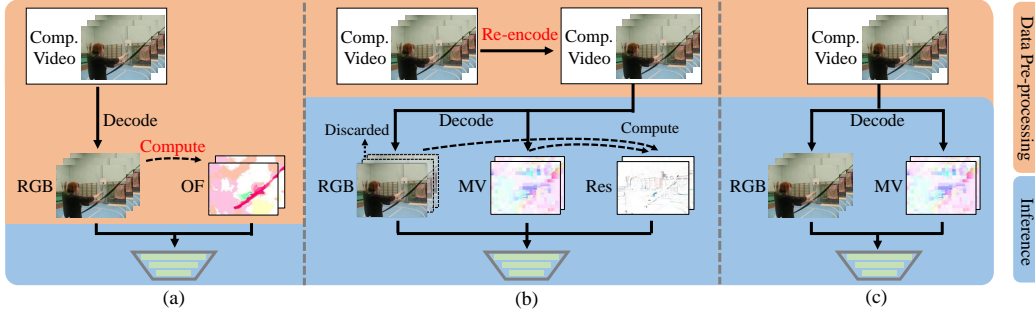 Comp.
Video
Decode
Compute
RGB
OF
(a)
Comp.
Video
Re-encode
Comp.
Video
Discarded
Decode
Compute
RGB
MV
Res
(b)
Comp.
Video
Decode
RGB
MV
(c)
Data Pre-processing
Inference